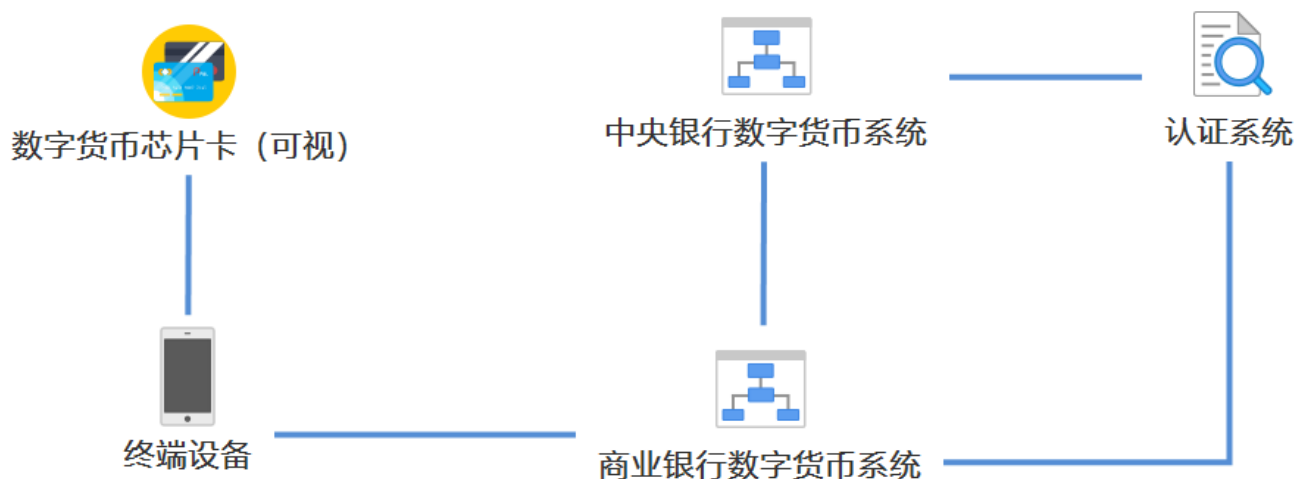 数字货币芯片卡（可视）
中央银行数字货币系统
认证系统
终端设备
商业银行数字货币系统